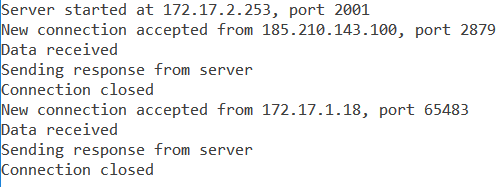 Server started at 172.17.2.253, port 2001
New connection accepted from 185.210.143.100, port 2879
Data received
Sending response from server
Connection closed
New connection accepted from 172.17.1.18, port 65483
Data received
Sending response from server
Connection closed